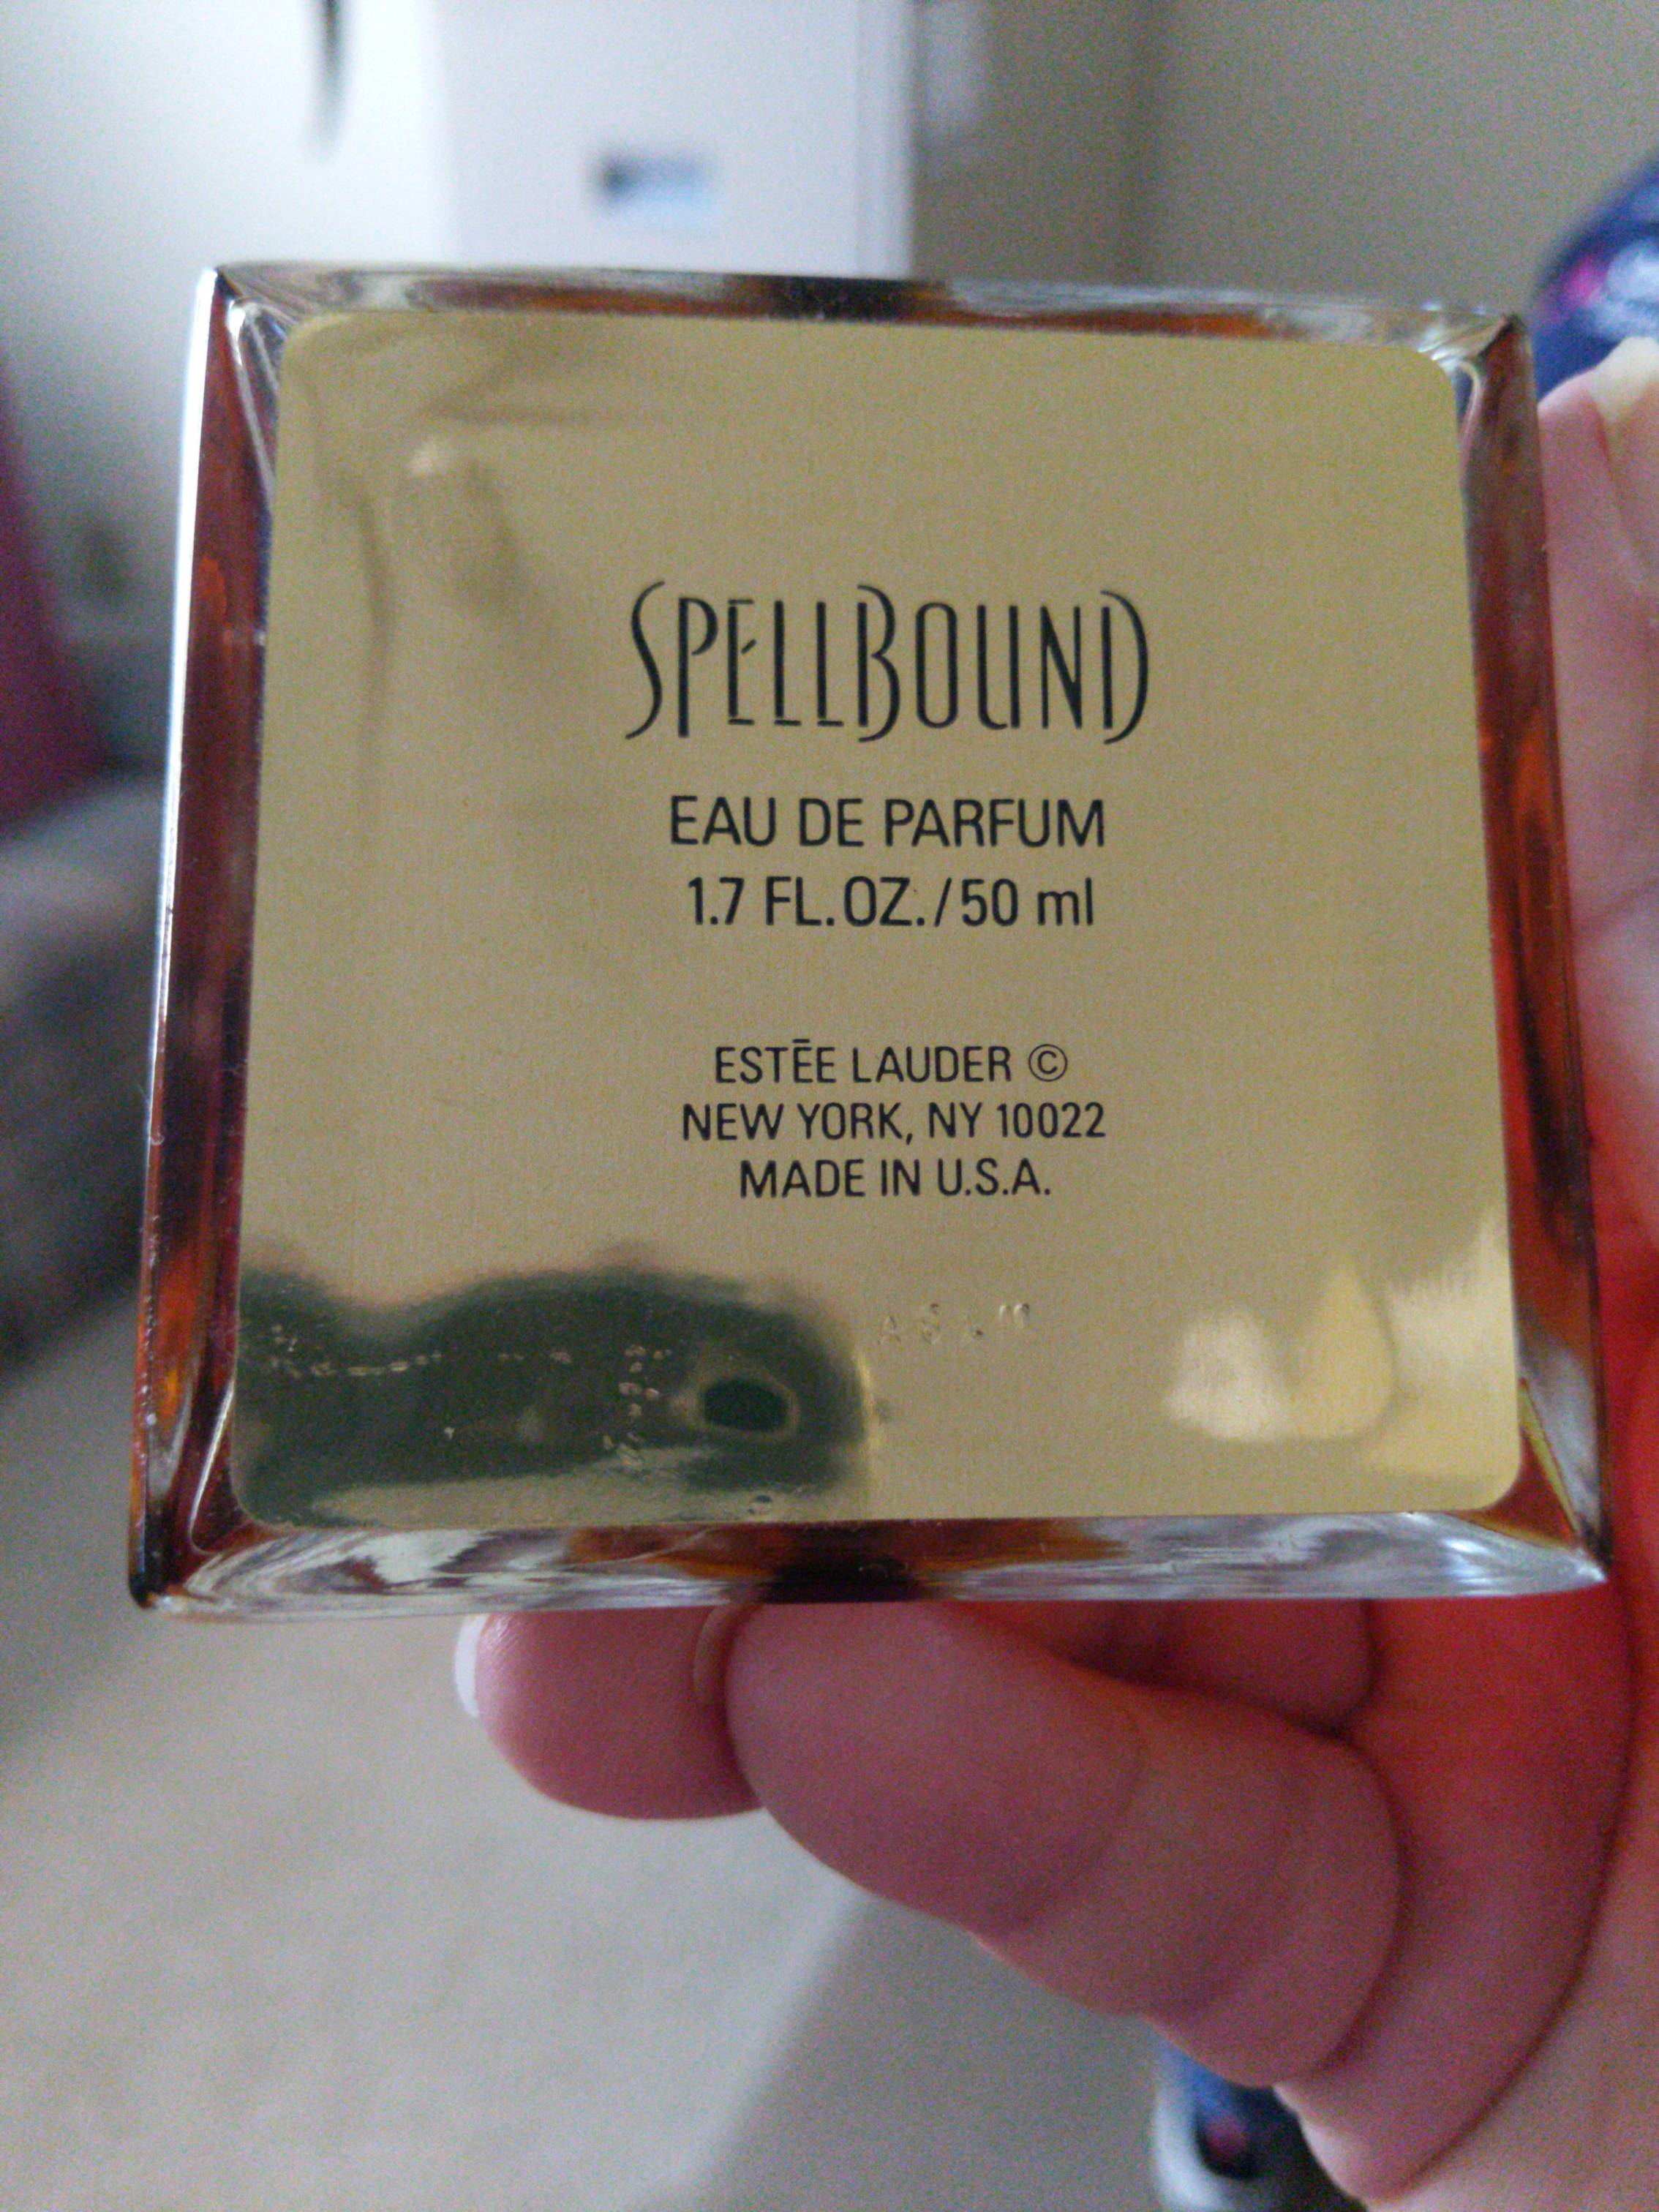 SPELLBOUND
EAU DE PARFUM
1.7 FL.OZ./50 ml
ESTĒE LAUDER ©
NEW YORK, NY 10022
MADE IN U.S.A.